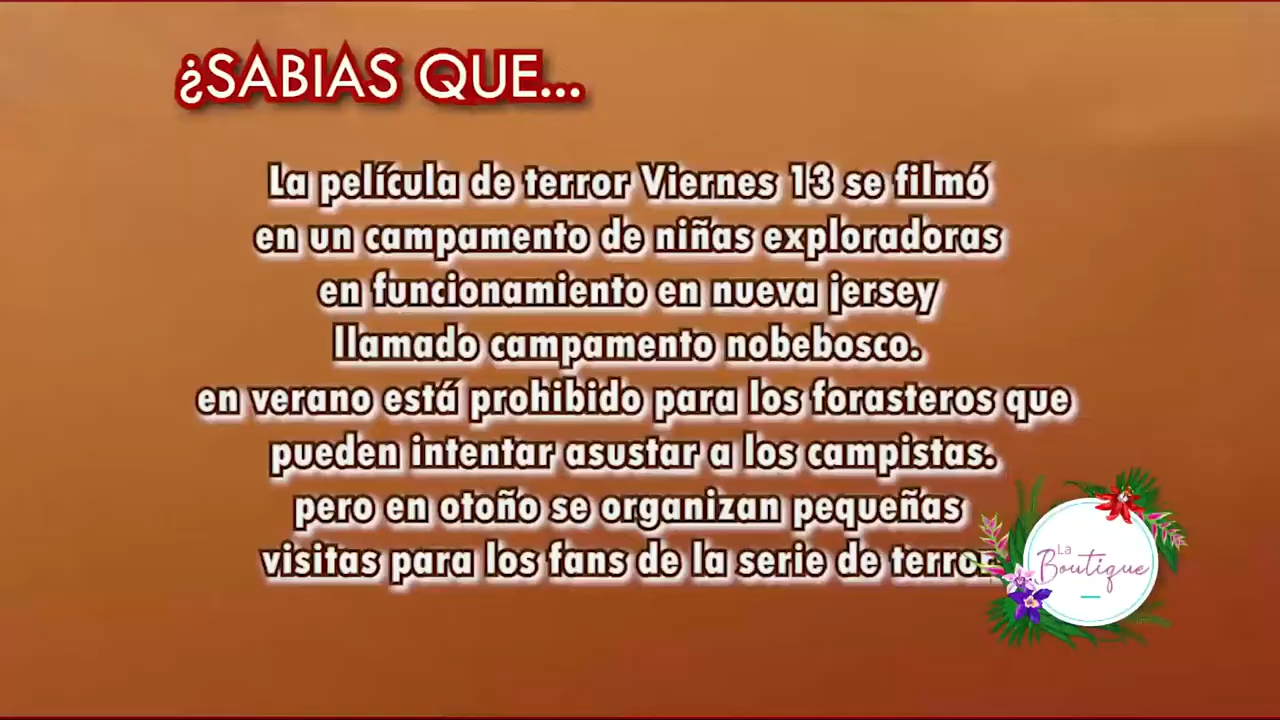 ¿SABIAS QUE...
La película de terror Viernes 13 se filmó
en un campamento de niñas exploradoras
en funcionamiento en nueva jersey
llamado campamento nobebosco.
en verano está prohibido para los forasteros que
pueden intentar asustar a los campistas.
pero en otoño se organizan pequeñas
visitas para los fans de la serie de terror
La
Boutique